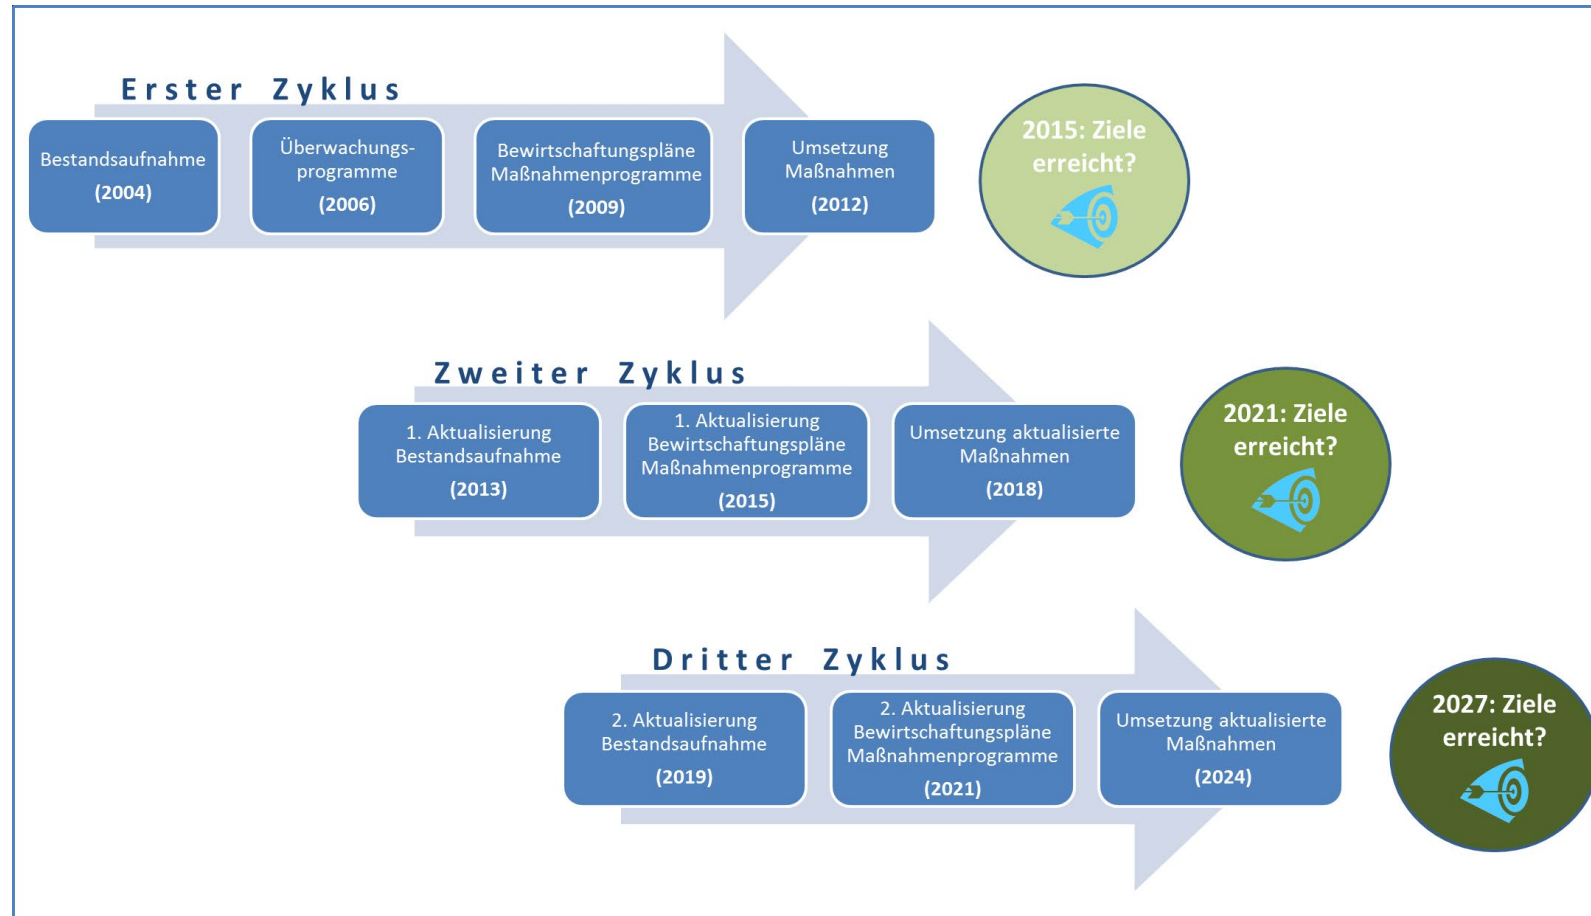 Erster Zyklus
Bestandsaufnahme
(2004)
Überwachungs-
programme
(2006)
Bewirtschaftungspläne
Maßnahmenprogramme
(2009)
Umsetzung
Maßnahmen
(2012)
2015: Ziele
erreicht?
Zweiter Zyklus
1. Aktualisierung
Bestandsaufnahme
(2013)
1. Aktualisierung
Bewirtschaftungspläne
Maßnahmenprogramme
(2015)
Umsetzung aktualisierte
Maßnahmen
(2018)
2021: Ziele
erreicht?
Dritter Zyklus
2. Aktualisierung
Bestandsaufnahme
(2019)
2. Aktualisierung
Bewirtschaftungspläne
Maßnahmenprogramme
(2021)
Umsetzung aktualisierte
Maßnahmen
(2024)
2027: Ziele
erreicht?